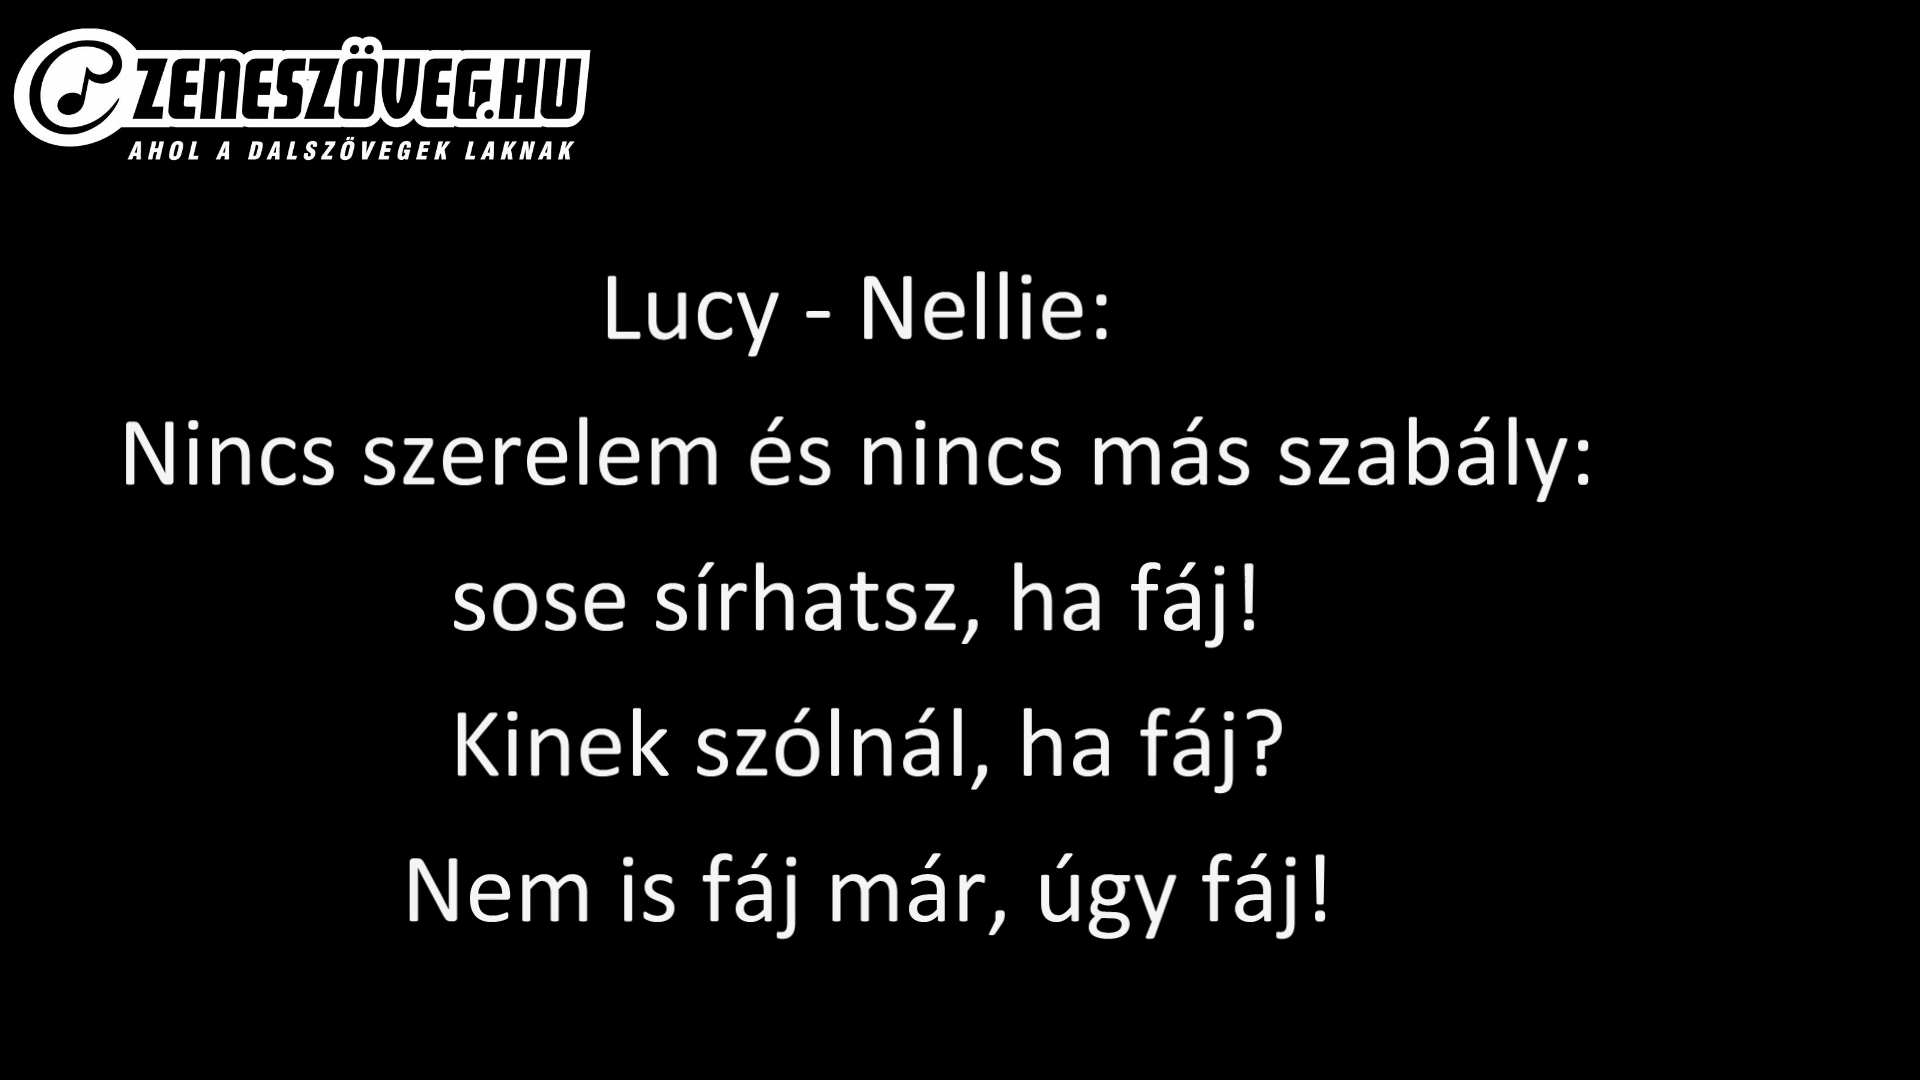 ZENESZÖVEG.HU
AHOL A DALSZÖVEGEK LAKNAK
Lucy - Nellie:
Nincs szerelem és nincs más szabály:
sose sírhatsz, ha fáj!
Kinek szólnál, ha fáj?
Nem is fáj már, úgy fáj!